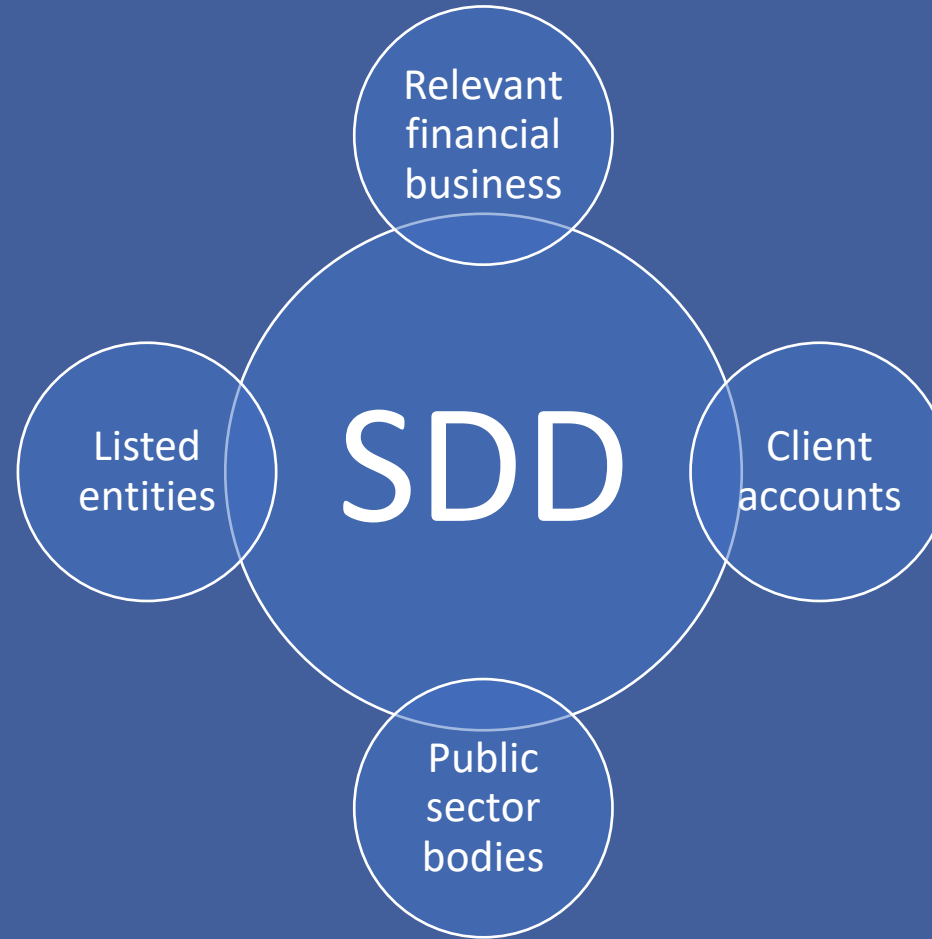 Relevant
financial
business
Listed
entities
SDD
Client
accounts
Public
sector
bodies